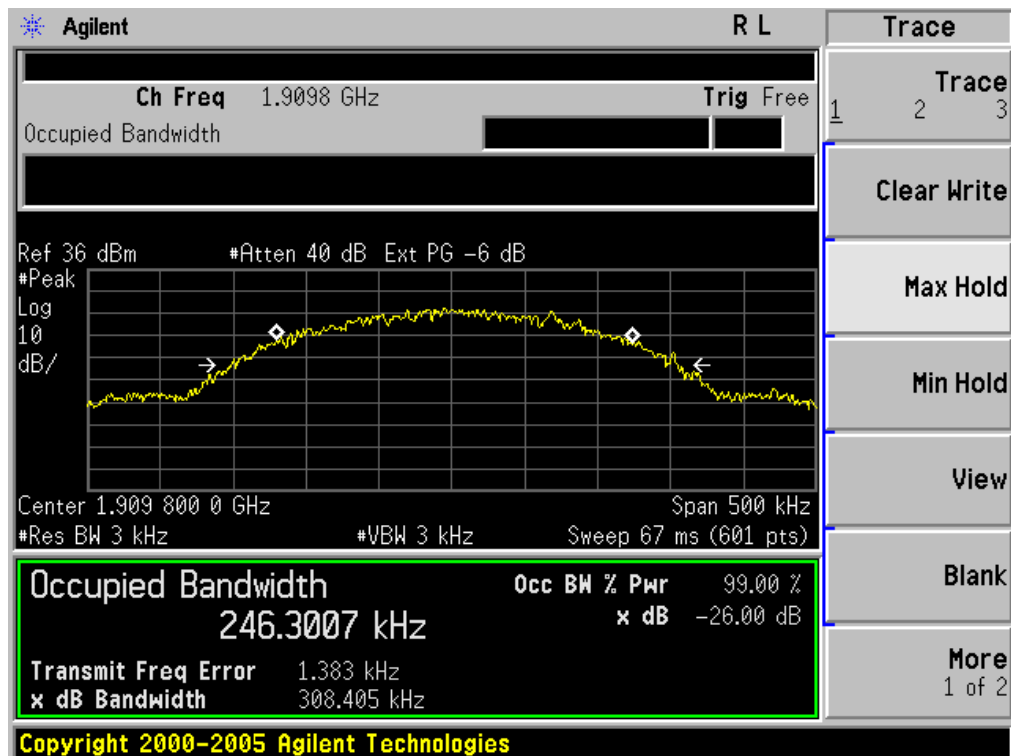 Agilent R L Trace
Ch Freq 1.9098 GHz Trig Free
Occupied Bandwidth
Trace
1 2 3
Clear Write
Max Hold
Min Hold
View
Blank
More
1 of 2
Ref 36 dBm #Atten 40 dB Ext PG -6 dB
#Peak
Log
10
dB/
Center 1.909 800 0 GHz Span 500 kHz
#Res BW 3 kHz #VBW 3 kHz Sweep 67 ms (601 pts)
Occupied Bandwidth Occ BW % Pwr 99.00 %
246.3007 kHz x dB -26.00 dB
Transmit Freq Error 1.383 kHz
x dB Bandwidth 308.405 kHz
Copyright 2000-2005 Agilent Technologies